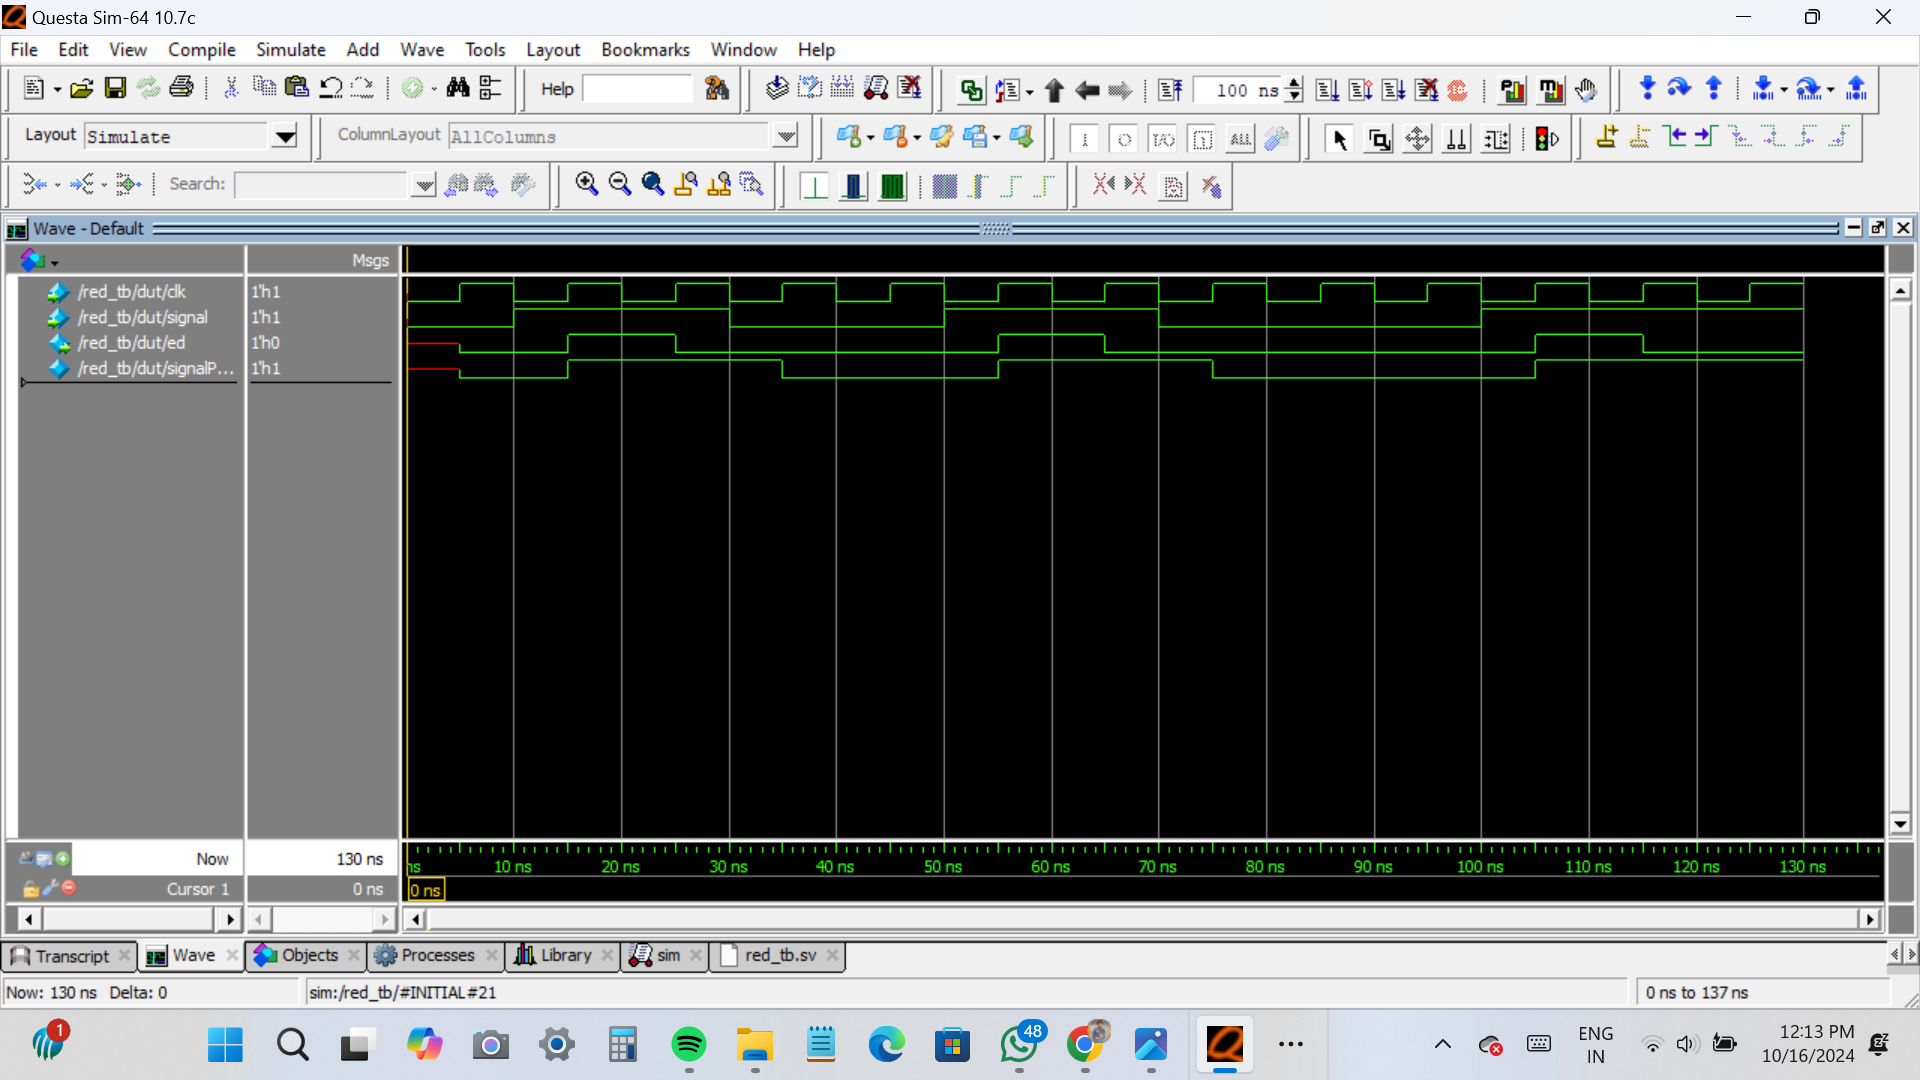 Questa Sim-64 10.7c
File Edit View Compile Simulate Add Wave Tools Layout Bookmarks Window Help
Help 100 ns
Layout Simulate ColumnLayout AllColumns ALL
Search:
Wave - Default
Msgs
/red_tb/dut/clk 1'h1
/red_tb/dut/signal 1'h1
/red_tb/dut/ed 1'h0
/red_tb/dut/signalP... 1'h1
Now 130 ns ns 10 ns 20 ns 30 ns 40 ns 50 ns 60 ns 70 ns 80 ns 90 ns 100 ns 110 ns 120 ns 130 ns
Cursor 1 0 ns 0 ns
Transcript Wave Objects Processes Library sim red_tb.sv
Now: 130 ns Delta: 0 sim:/red_tb/#INITIAL#21 0 ns to 137 ns
1 48 ENG 12:13 PM
IN 10/16/2024